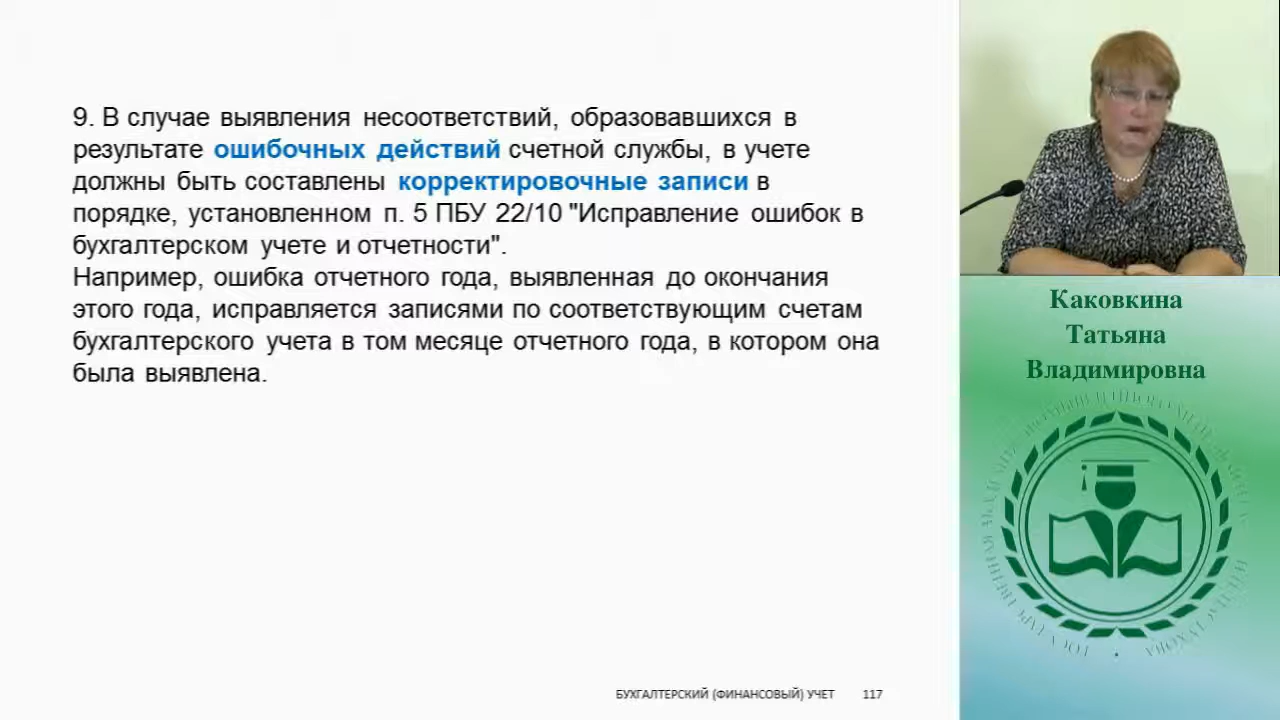 9. В случае выявления несоответствий, образовавшихся в
результате ошибочных действий счетной службы, в учете
должны быть составлены корректировочные записи в
порядке, установленном п. 5 ПБУ 22/10 "Исправление ошибок в
бухгалтерском учете и отчетности".
Например, ошибка отчетного года, выявленная до окончания
этого года, исправляется записями по соответствующим счетам
бухгалтерского учета в том месяце отчетного года, в котором она
была выявлена.
Каковкина
Татьяна
Владимировна
БУХГАЛТЕРСКИЙ (ФИНАНСОВЫЙ) УЧЕТ 117